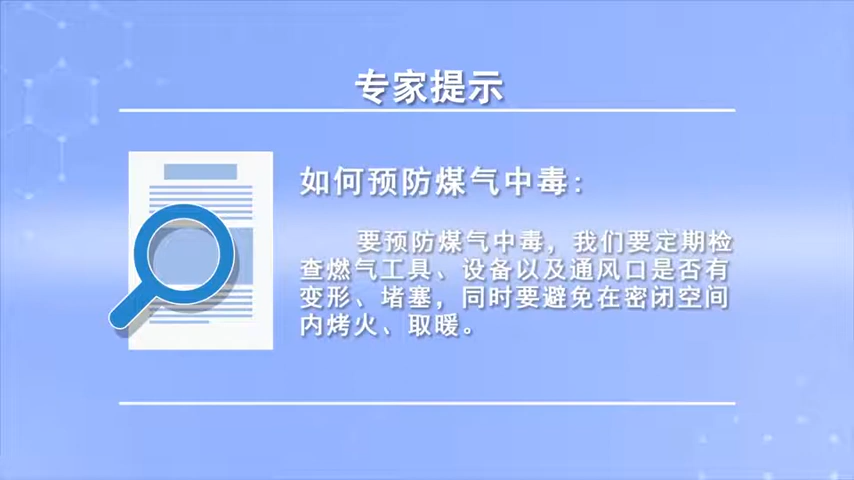 专家提示
如何预防煤气中毒：
要预防煤气中毒，我们要定期检
查燃气工具、设备以及通风口是否有
变形、堵塞，同时要避免在密闭空间
内烤火、取暖。